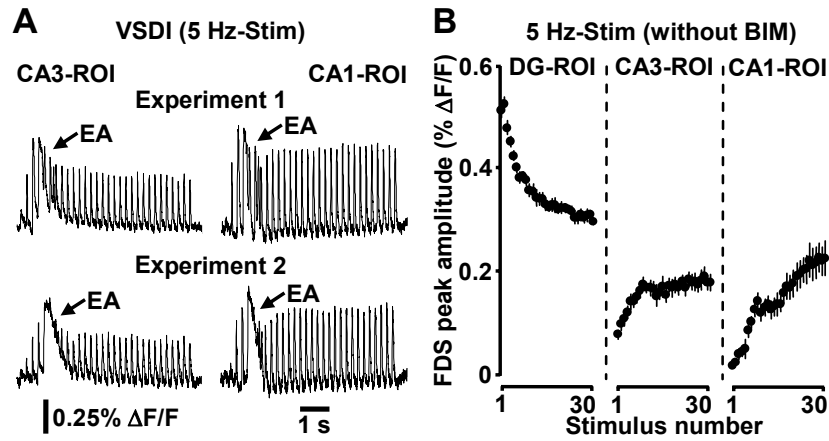 A
VSDI (5 Hz-Stim)
CA3-ROI
CA1-ROI
Experiment 1
EA
EA
Experiment 2
EA
EA
0.25% ΔF/F
1 s
B
5 Hz-Stim (without BIM)
DG-ROI
CA3-ROI
CA1-ROI
FDS peak amplitude (% ΔF/F)
0.6
0.4
0.2
0
1
30
1
30
1
30
Stimulus number